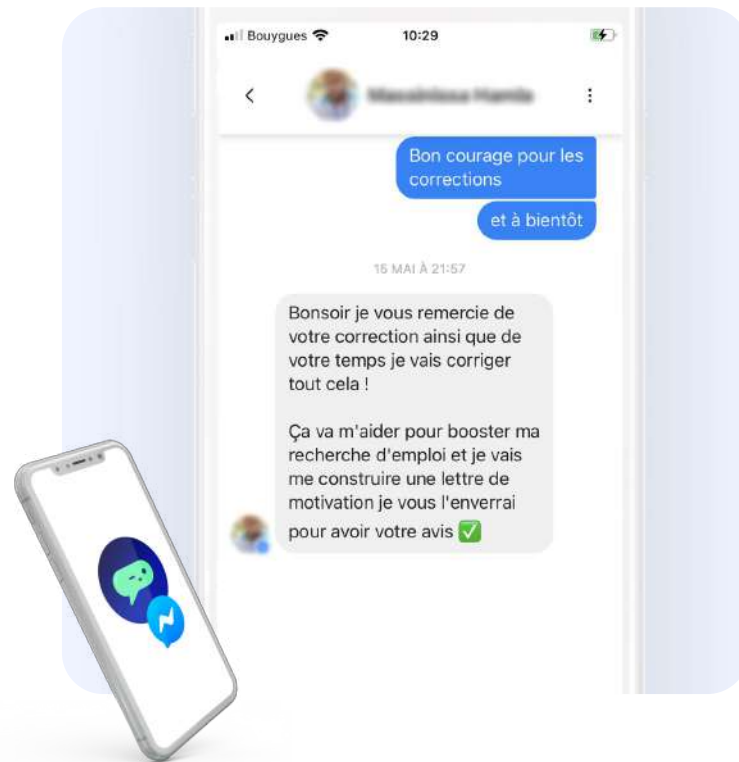 Bouygues
10:29
Bon courage pour les
corrections
et à bientôt
15 MAI À 21:57
Bonsoir je vous remercie de
votre correction ainsi que de
votre temps je vais corriger
tout cela !
Ça va m'aider pour booster ma
recherche d'emploi et je vais
me construire une lettre de
motivation je vous l'enverrai
pour avoir votre avis ✅